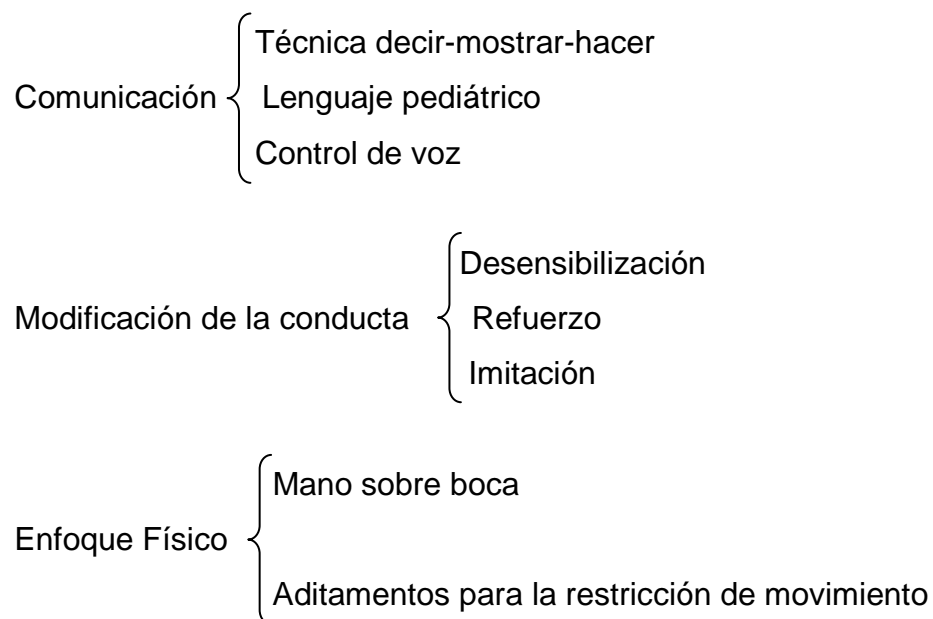 Técnica decir-mostrar-hacer
Comunicación
Lenguaje pediátrico
Control de voz
Desensibilización
Modificación de la conducta
Refuerzo
Imitación
Mano sobre boca
Enfoque Físico
Aditamentos para la restricción de movimiento